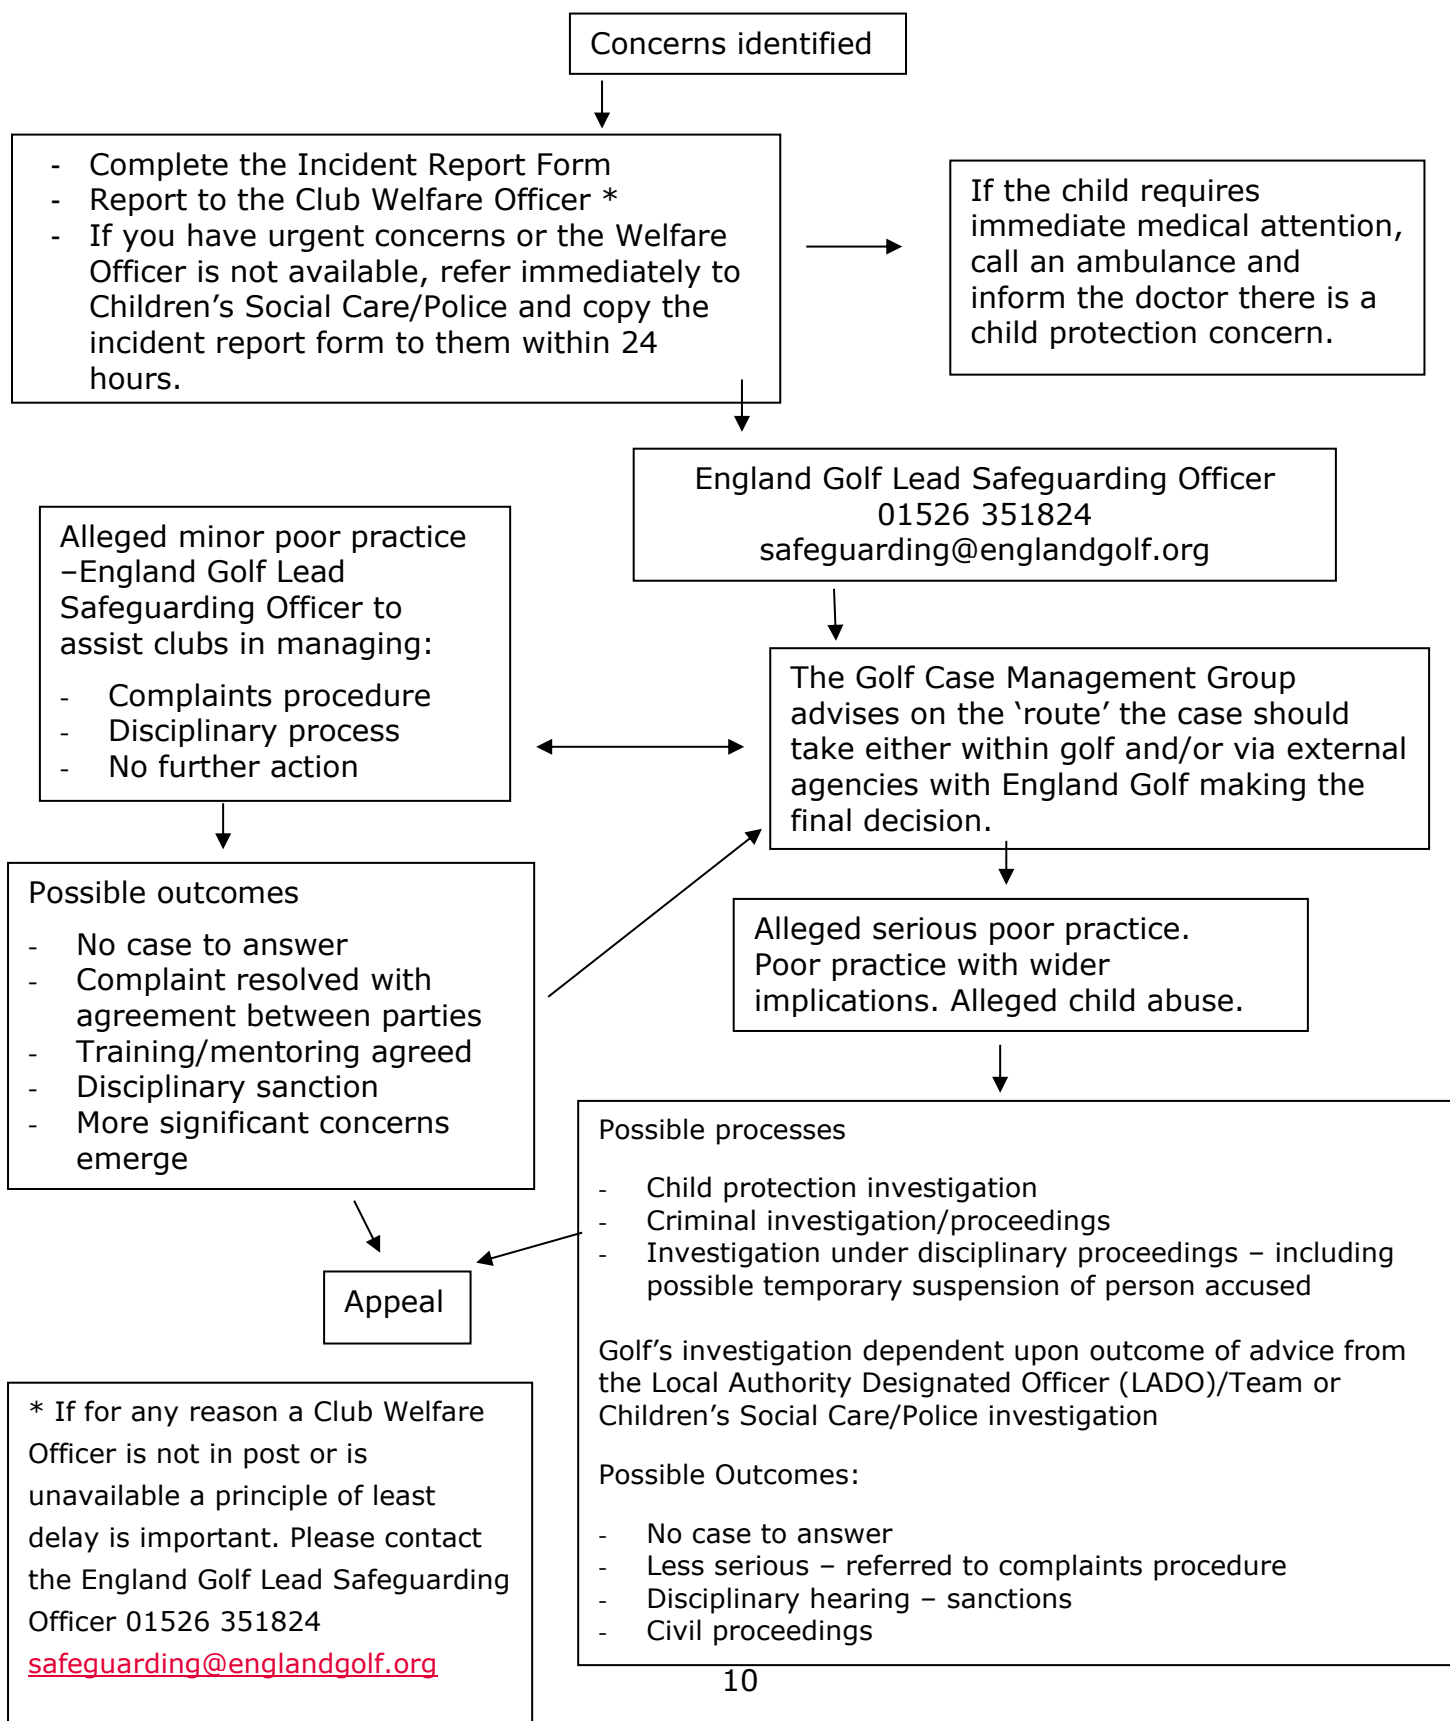 Concerns identified
- Complete the Incident Report Form
- Report to the Club Welfare Officer *
- If you have urgent concerns or the Welfare
Officer is not available, refer immediately to
Children’s Social Care/Police and copy the
incident report form to them within 24
hours.
If the child requires
immediate medical attention,
call an ambulance and
inform the doctor there is a
child protection concern.
England Golf Lead Safeguarding Officer
01526 351824
safeguarding@englandgolf.org
Alleged minor poor practice
–England Golf Lead
Safeguarding Officer to
assist clubs in managing:
- Complaints procedure
- Disciplinary process
- No further action
The Golf Case Management Group
advises on the ‘route’ the case should
take either within golf and/or via external
agencies with England Golf making the
final decision.
Possible outcomes
- No case to answer
- Complaint resolved with
agreement between parties
- Training/mentoring agreed
- Disciplinary sanction
- More significant concerns
emerge
Alleged serious poor practice.
Poor practice with wider
implications. Alleged child abuse.
Possible processes
- Child protection investigation
- Criminal investigation/proceedings
- Investigation under disciplinary proceedings – including
possible temporary suspension of person accused
Golf’s investigation dependent upon outcome of advice from
the Local Authority Designated Officer (LADO)/Team or
Children’s Social Care/Police investigation
Possible Outcomes:
- No case to answer
- Less serious – referred to complaints procedure
- Disciplinary hearing – sanctions
- Civil proceedings
Appeal
* If for any reason a Club Welfare
Officer is not in post or is
unavailable a principle of least
delay is important. Please contact
the England Golf Lead Safeguarding
Officer 01526 351824
safeguarding@englandgolf.org
10